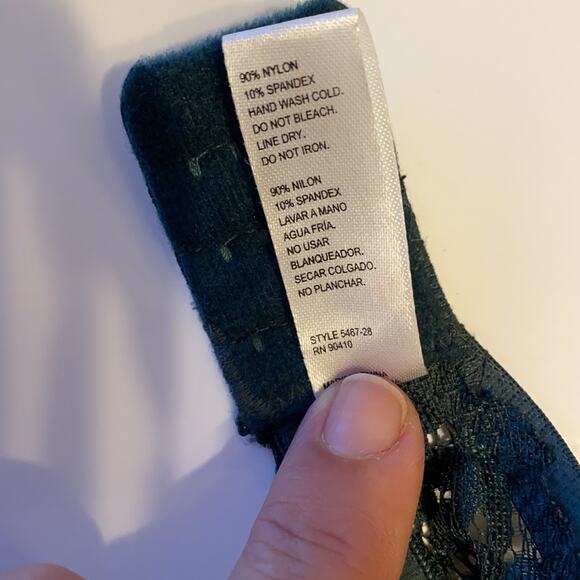 90% NYLON
10% SPANDEX
HAND WASH COLD.
DO NOT BLEACH.
LINE DRY.
DO NOT IRON.
90% NILON
10% SPANDEX
LAVAR A MANO
AGUA FRÍA.
NO USAR
BLANQUEADOR.
SECAR COLGADO.
NO PLANCHAR.
STYLE 5467-28
RN 90410